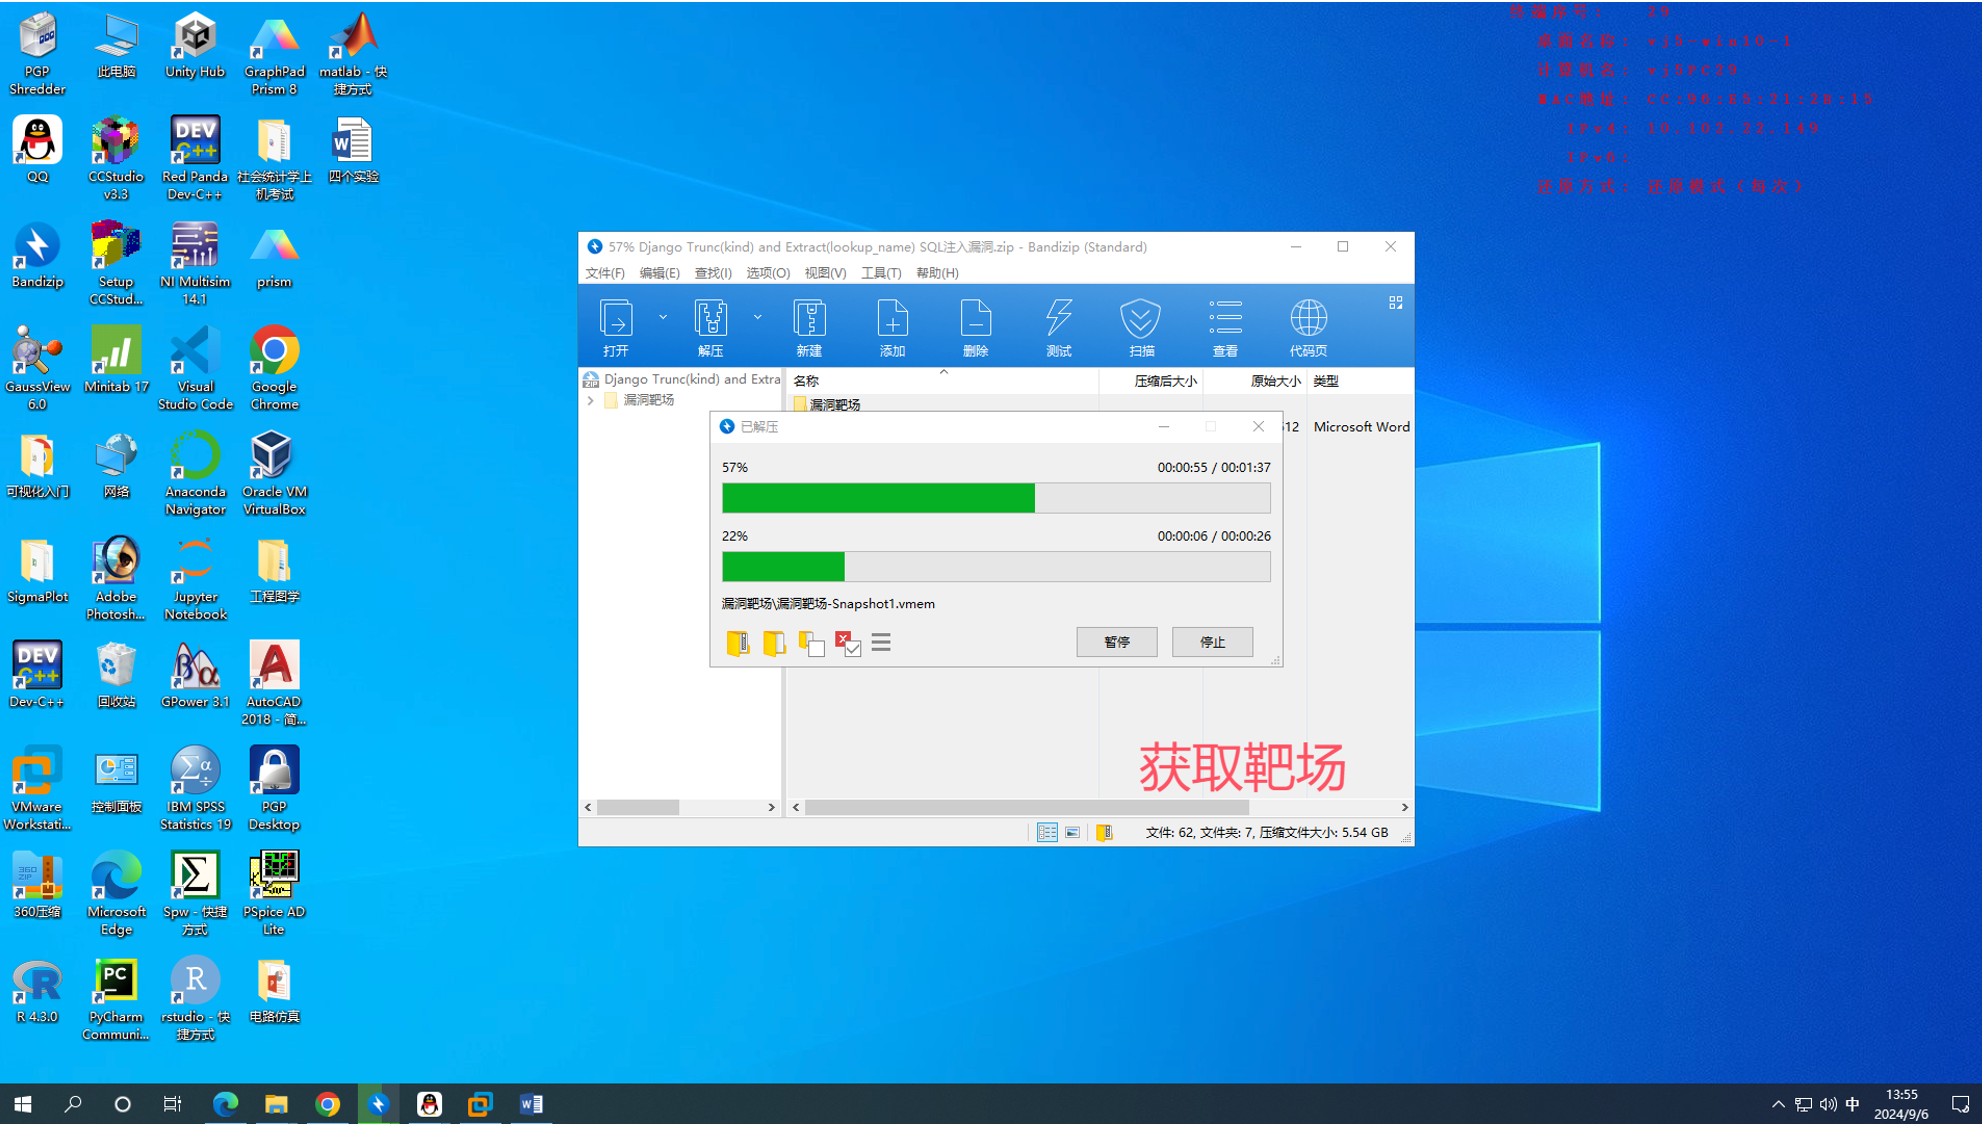 PGP
Shredder
此电脑
Unity Hub
GraphPad
Prism 8
matlab - 快
捷方式
QQ
CCStudio
v3.3
Red Panda
Dev-C++
社会统计学上
机考试
四个实验
Bandizip
Setup
CCStud...
NI Multisim
14.1
prism
GaussView
6.0
Minitab 17
Visual
Studio Code
Google
Chrome
可视化入门
网络
Anaconda
Navigator
Oracle VM
VirtualBox
SigmaPlot
Adobe
Photosh...
Jupyter
Notebook
工程图学
Dev-C++
回收站
GPower 3.1
AutoCAD
2018 - 简...
VMware
Workstati...
控制面板
IBM SPSS
Statistics 19
PGP
Desktop
360压缩
Microsoft
Edge
Spw - 快捷
方式
PSpice AD
Lite
R 4.3.0
PyCharm
Communi...
rstudio - 快
捷方式
电路仿真
终端序号： 29
桌面名称： vj5-win10-1
计算机名： vj5PC29
MAC地址：
IPv4： 10.102.22.149
IPv6：
还原方式： 还原模式（每次）
57% Django Trunc(kind) and Extract(lookup_name) SQL注入漏洞.zip - Bandizip (Standard)
文件(F) 编辑(E) 查找(I) 选项(O) 视图(V) 工具(T) 帮助(H)
打开 解压 新建 添加 删除 测试 扫描 查看 代码页
Django Trunc(kind) and Extra
漏洞靶场
名称 压缩后大小 原始大小 类型
漏洞靶场
512 Microsoft Word
已解压
57% 00:00:55 / 00:01:37
22% 00:00:06 / 00:00:26
漏洞靶场\漏洞靶场-Snapshot1.vmem
暂停 停止
获取靶场
文件: 62, 文件夹: 7, 压缩文件大小: 5.54 GB
中
13:55
2024/9/6